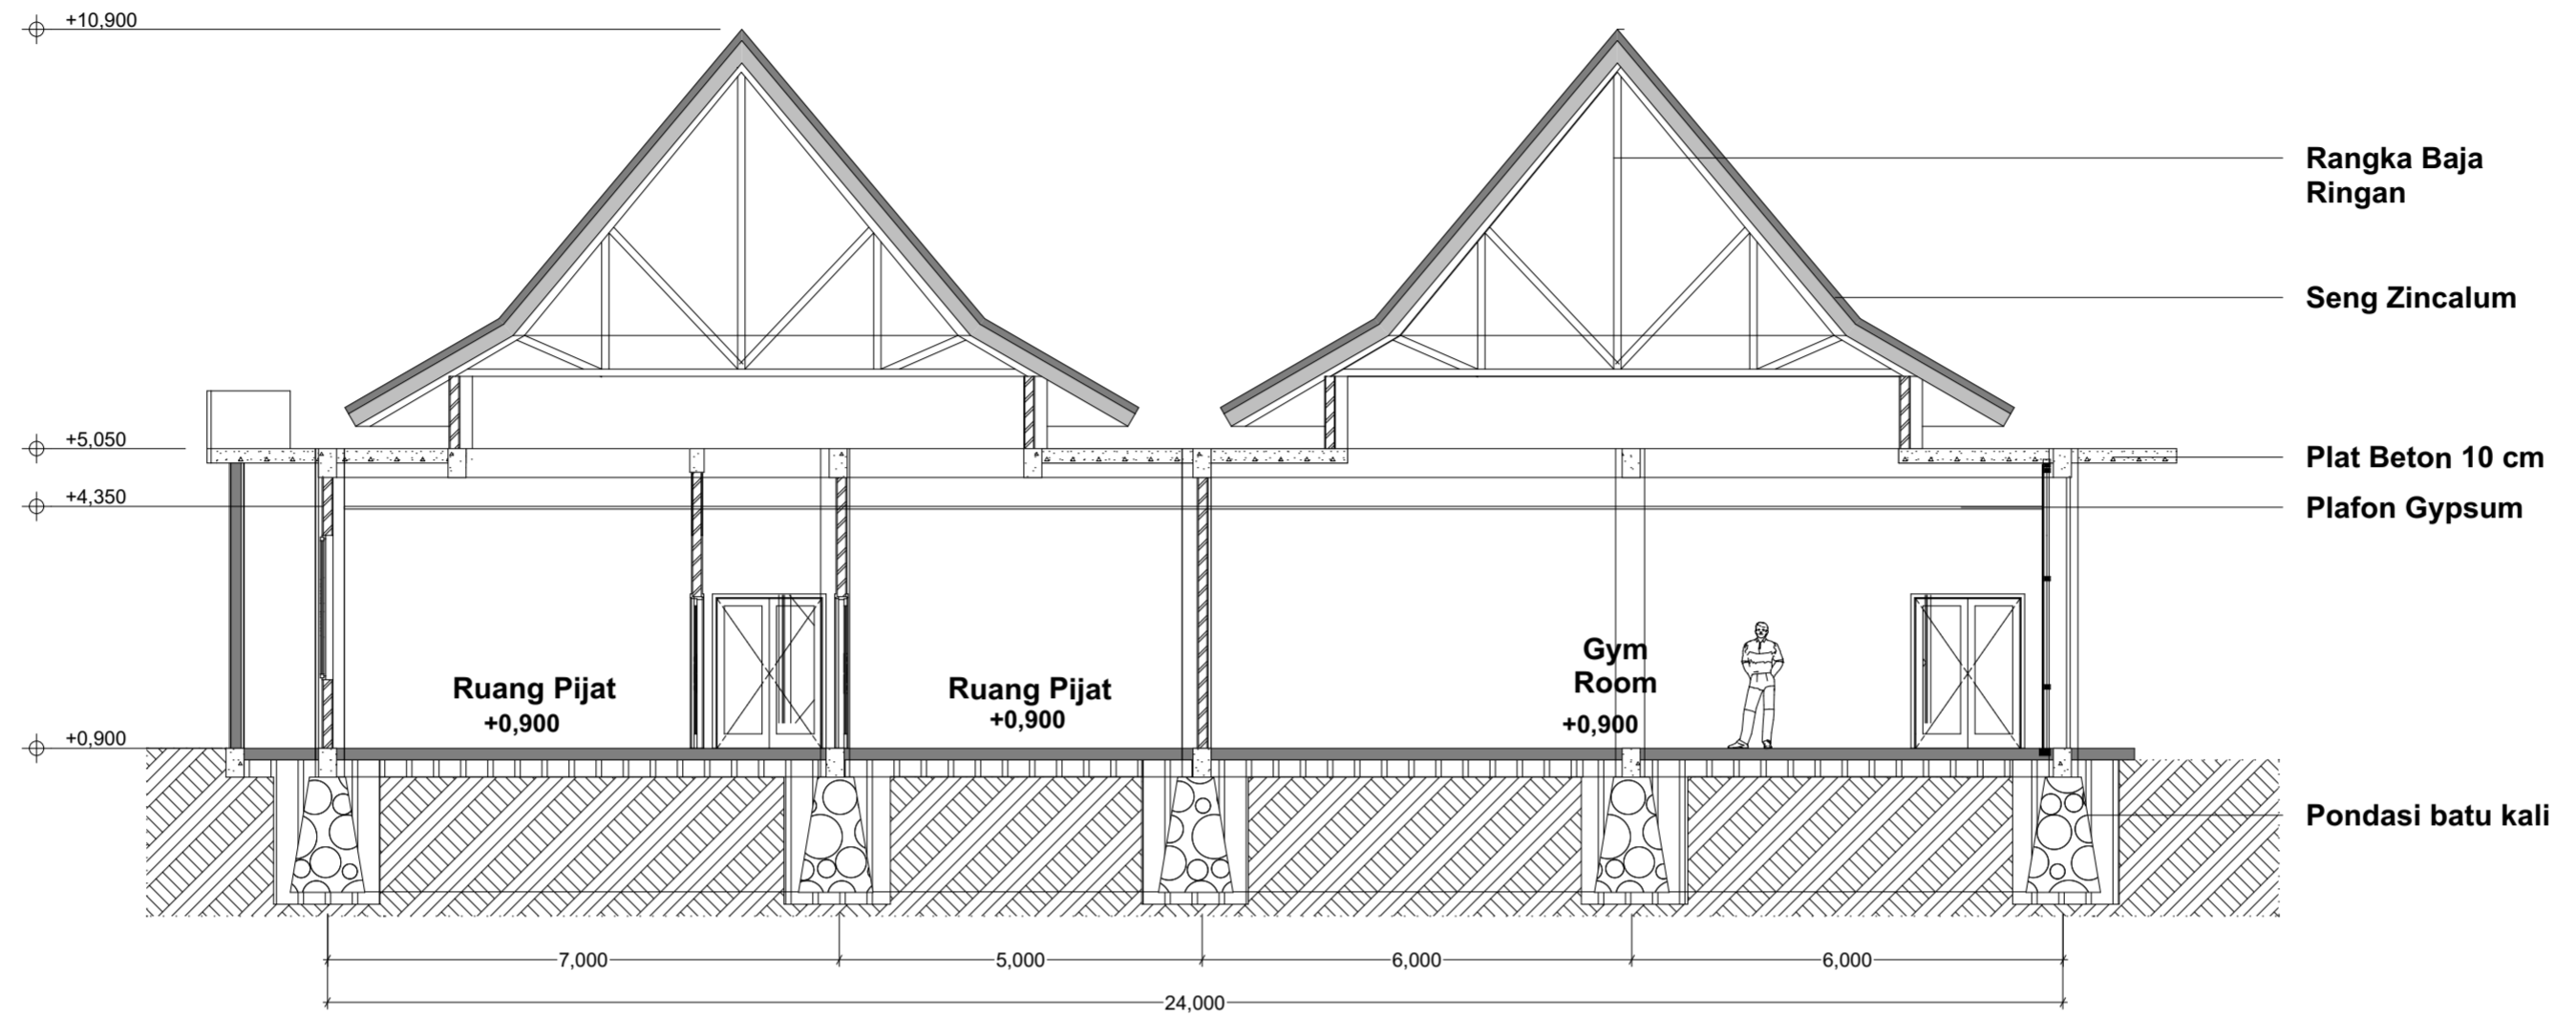 +10,900
Rangka Baja
Ringan
Seng Zincalum
+5,050
Plat Beton 10 cm
+4,350
Plafon Gypsum
Gym
Room
+0,900
Ruang Pijat
+0,900
Ruang Pijat
+0,900
+0,900
Pondasi batu kali
7,000
5,000
6,000
6,000
24,000